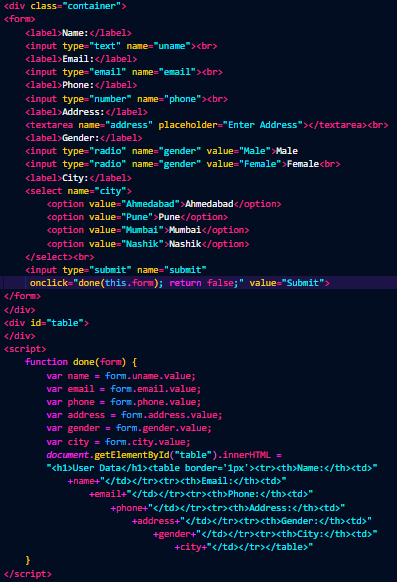 <div class="container">
<form>
<label>Name:</label>
<input type="text" name="uname"><br>
<label>Email:</label>
<input type="email" name="email"><br>
<label>Phone:</label>
<input type="number" name="phone"><br>
<label>Address:</label>
<textarea name="address" placeholder="Enter Address"></textarea><br>
<label>Gender:</label>
<input type="radio" name="gender" value="Male">Male
<input type="radio" name="gender" value="Female">Female<br>
<label>City:</label>
<select name="city">
<option value="Ahmedabad">Ahmedabad</option>
<option value="Pune">Pune</option>
<option value="Mumbai">Mumbai</option>
<option value="Nashik">Nashik</option>
</select><br>
<input type="submit" name="submit"
onclick="done(this.form); return false;" value="Submit">
</form>
</div>
<div id="table">
</div>
<script>
function done(form) {
var name = form.uname.value;
var email = form.email.value;
var phone = form.phone.value;
var address = form.address.value;
var gender = form.gender.value;
var city = form.city.value;
document.getElementById("table").innerHTML =
"<h1>User Data</h1><table border='1px'><tr><th>Name:</th><td>"
+name+"</td></tr><tr><th>Email:</th><td>"
+email+"</td></tr><tr><th>Phone:</th><td>"
+phone+"</td></tr><tr><th>Address:</th><td>"
+address+"</td></tr><tr><th>Gender:</th><td>"
+gender+"</td></tr><tr><th>City:</th><td>"
+city+"</td></tr></table>"
}
</script>